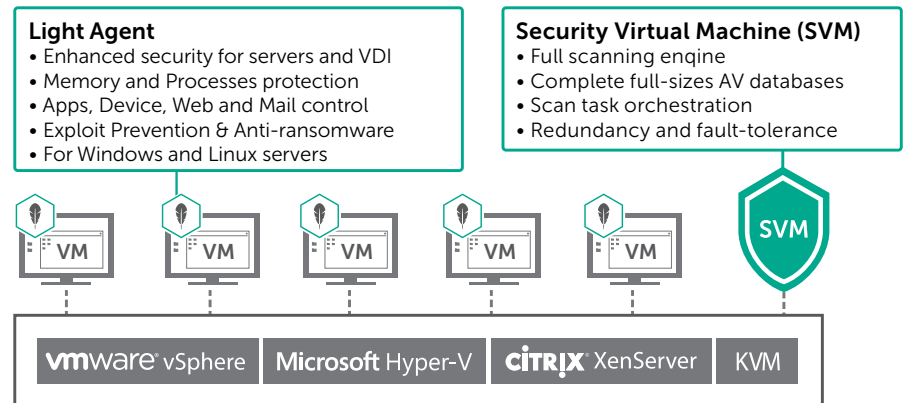 Light Agent
• Enhanced security for servers and VDI
• Memory and Processes protection
• Apps, Device, Web and Mail control
• Exploit Prevention & Anti-ransomware
• For Windows and Linux servers
Security Virtual Machine (SVM)
• Full scanning enqine
• Complete full-sizes AV databases
• Scan task orchestration
• Redundancy and fault-tolerance
VM
VM
VM
VM
VM
SVM
vmware® vSphere
Microsoft Hyper-V
CİTRIX® XenServer
KVM